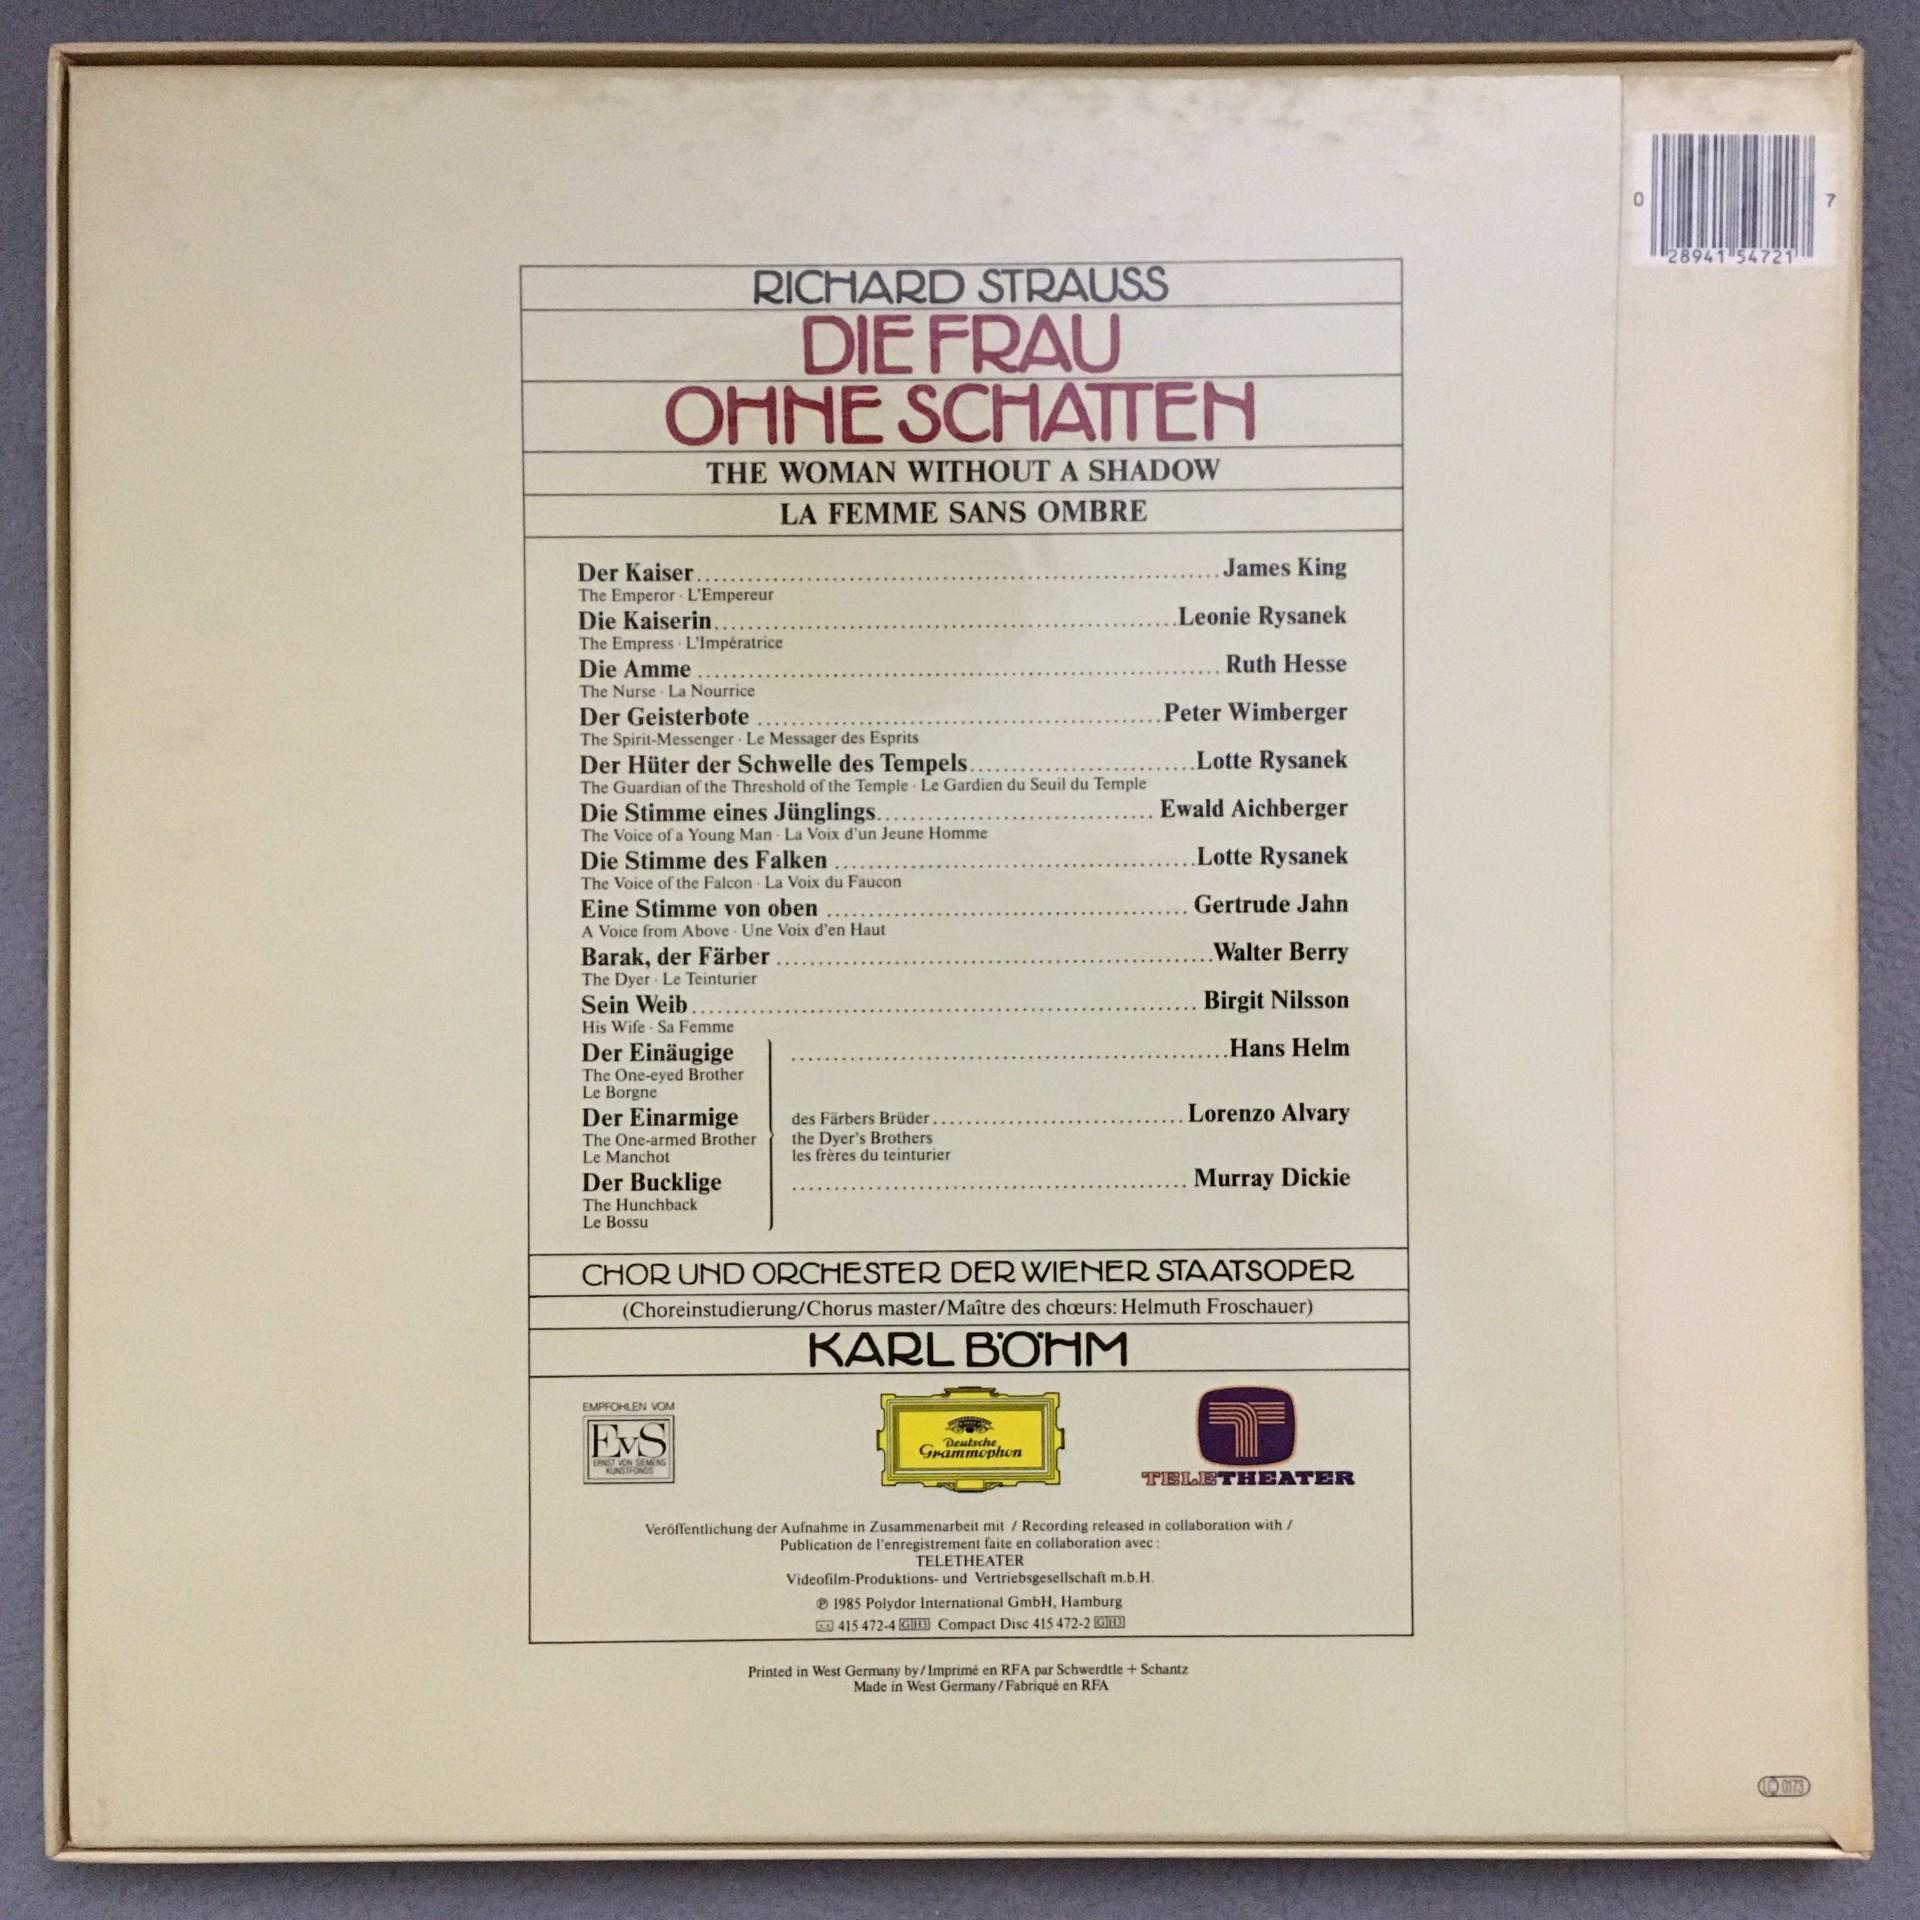 0 28941 54721 7
RICHARD STRAUSS
DIE FRAU
OHNE SCHATTEN
THE WOMAN WITHOUT A SHADOW
LA FEMME SANS OMBRE
Der Kaiser........James King
The Emperor · L'Empereur
Die Kaiserin........Leonie Rysanek
The Empress · L'Impératrice
Die Amme........Ruth Hesse
The Nurse · La Nourrice
Der Geisterbote........Peter Wimberger
The Spirit-Messenger · Le Messager des Esprits
Der Hüter der Schwelle des Tempels........Lotte Rysanek
The Guardian of the Threshold of the Temple · Le Gardien du Seuil du Temple
Die Stimme eines Jünglings........Ewald Aichberger
The Voice of a Young Man · La Voix d'un Jeune Homme
Die Stimme des Falken........Lotte Rysanek
The Voice of the Falcon · La Voix du Faucon
Eine Stimme von oben........Gertrude Jahn
A Voice from Above · Une Voix d'en Haut
Barak, der Färber........Walter Berry
The Dyer · Le Teinturier
Sein Weib........Birgit Nilsson
His Wife · Sa Femme
Der Einäugige........Hans Helm
The One-eyed Brother
Le Borgne
Der Einarmige des Färbers Brüder........Lorenzo Alvary
The One-armed Brother the Dyer's Brothers
Le Manchot les frères du teinturier
Der Bucklige........Murray Dickie
The Hunchback
Le Bossu
CHOR UND ORCHESTER DER WIENER STAATSOPER
(Choreinstudierung/Chorus master/Maître des chœurs: Helmuth Froschauer)
KARL BÖHM
EMPFOHLEN VOM
EvS
ERNST VON SIEMENS
KUNSTFONDS
Deutsche
Grammophon
TELETHEATER
Veröffentlichung der Aufnahme in Zusammenarbeit mit / Recording released in collaboration with /
Publication de l'enregistrement faite en collaboration avec :
TELETHEATER
Videofilm-Produktions- und Vertriebsgesellschaft m.b.H.
℗ 1985 Polydor International GmbH, Hamburg
415 472-4 GH3 Compact Disc 415 472-2 GH3
Printed in West Germany by / Imprimé en RFA par Schwerdtle + Schantz
Made in West Germany / Fabriqué en RFA
LC 0173